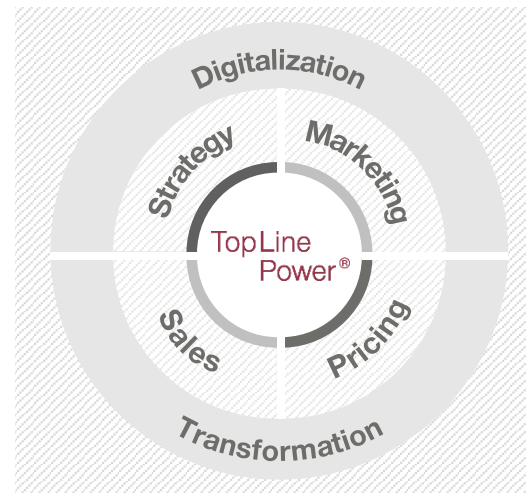 Digitalization
Strategy
Marketing
TopLine
Power®
Sales
Pricing
Transformation